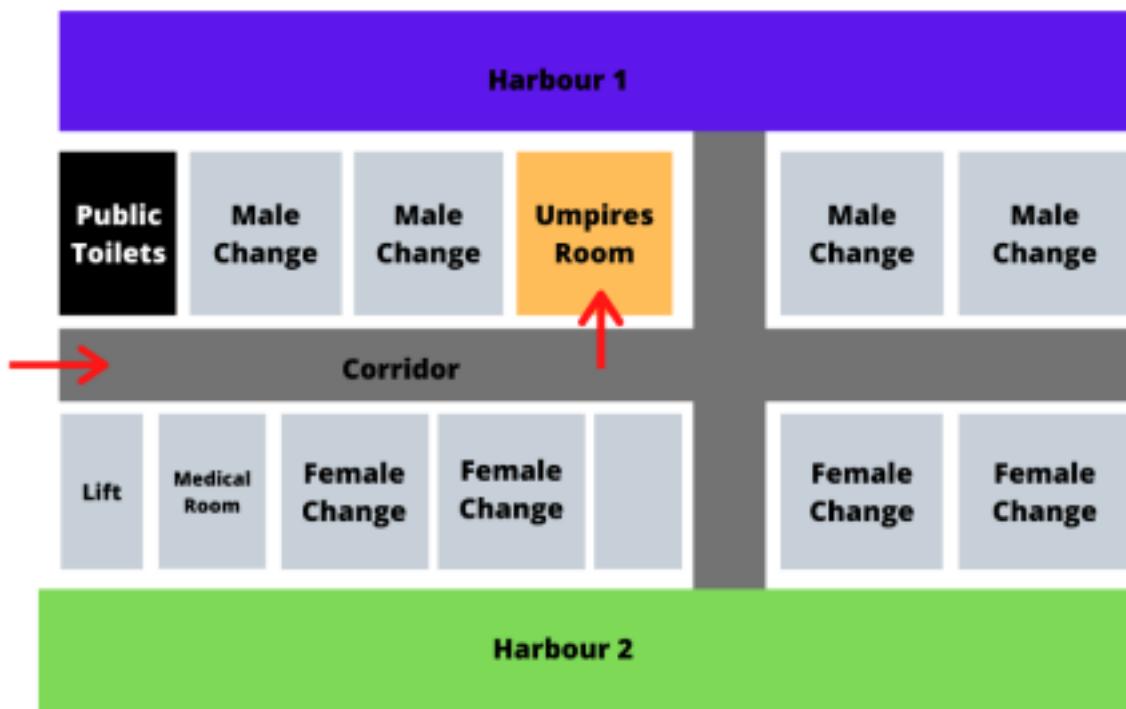 Harbour 1
Public
Toilets
Male
Change
Male
Change
Umpires
Room
Male
Change
Male
Change
Corridor
Lift
Medical
Room
Female
Change
Female
Change
Female
Change
Female
Change
Harbour 2